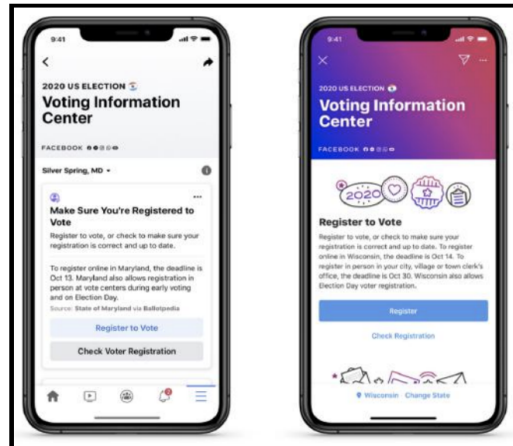 9:41
2020 US ELECTION
Voting Information
Center
FACEBOOK
Silver Spring, MD
Make Sure You're Registered to
Vote
Register to vote, or check to make sure your
registration is correct and up to date.
To register online in Maryland, the deadline is
Oct 13. Maryland also allows registration in
person at vote centers during early voting
and on Election Day.
Source: State of Maryland via Ballotpedia
Register to Vote
Check Voter Registration
9:41
2020 US ELECTION
Voting Information
Center
FACEBOOK
2020
Register to Vote
Register to vote, or check to make sure your
registration is correct and up to date. To register
online in Wisconsin, the deadline is Oct 14. To
register in person in your city, village or town clerk's
office, the deadline is Oct 30. Wisconsin also allows
Election Day voter registration.
Register
Check Registration
Wisconsin · Change State